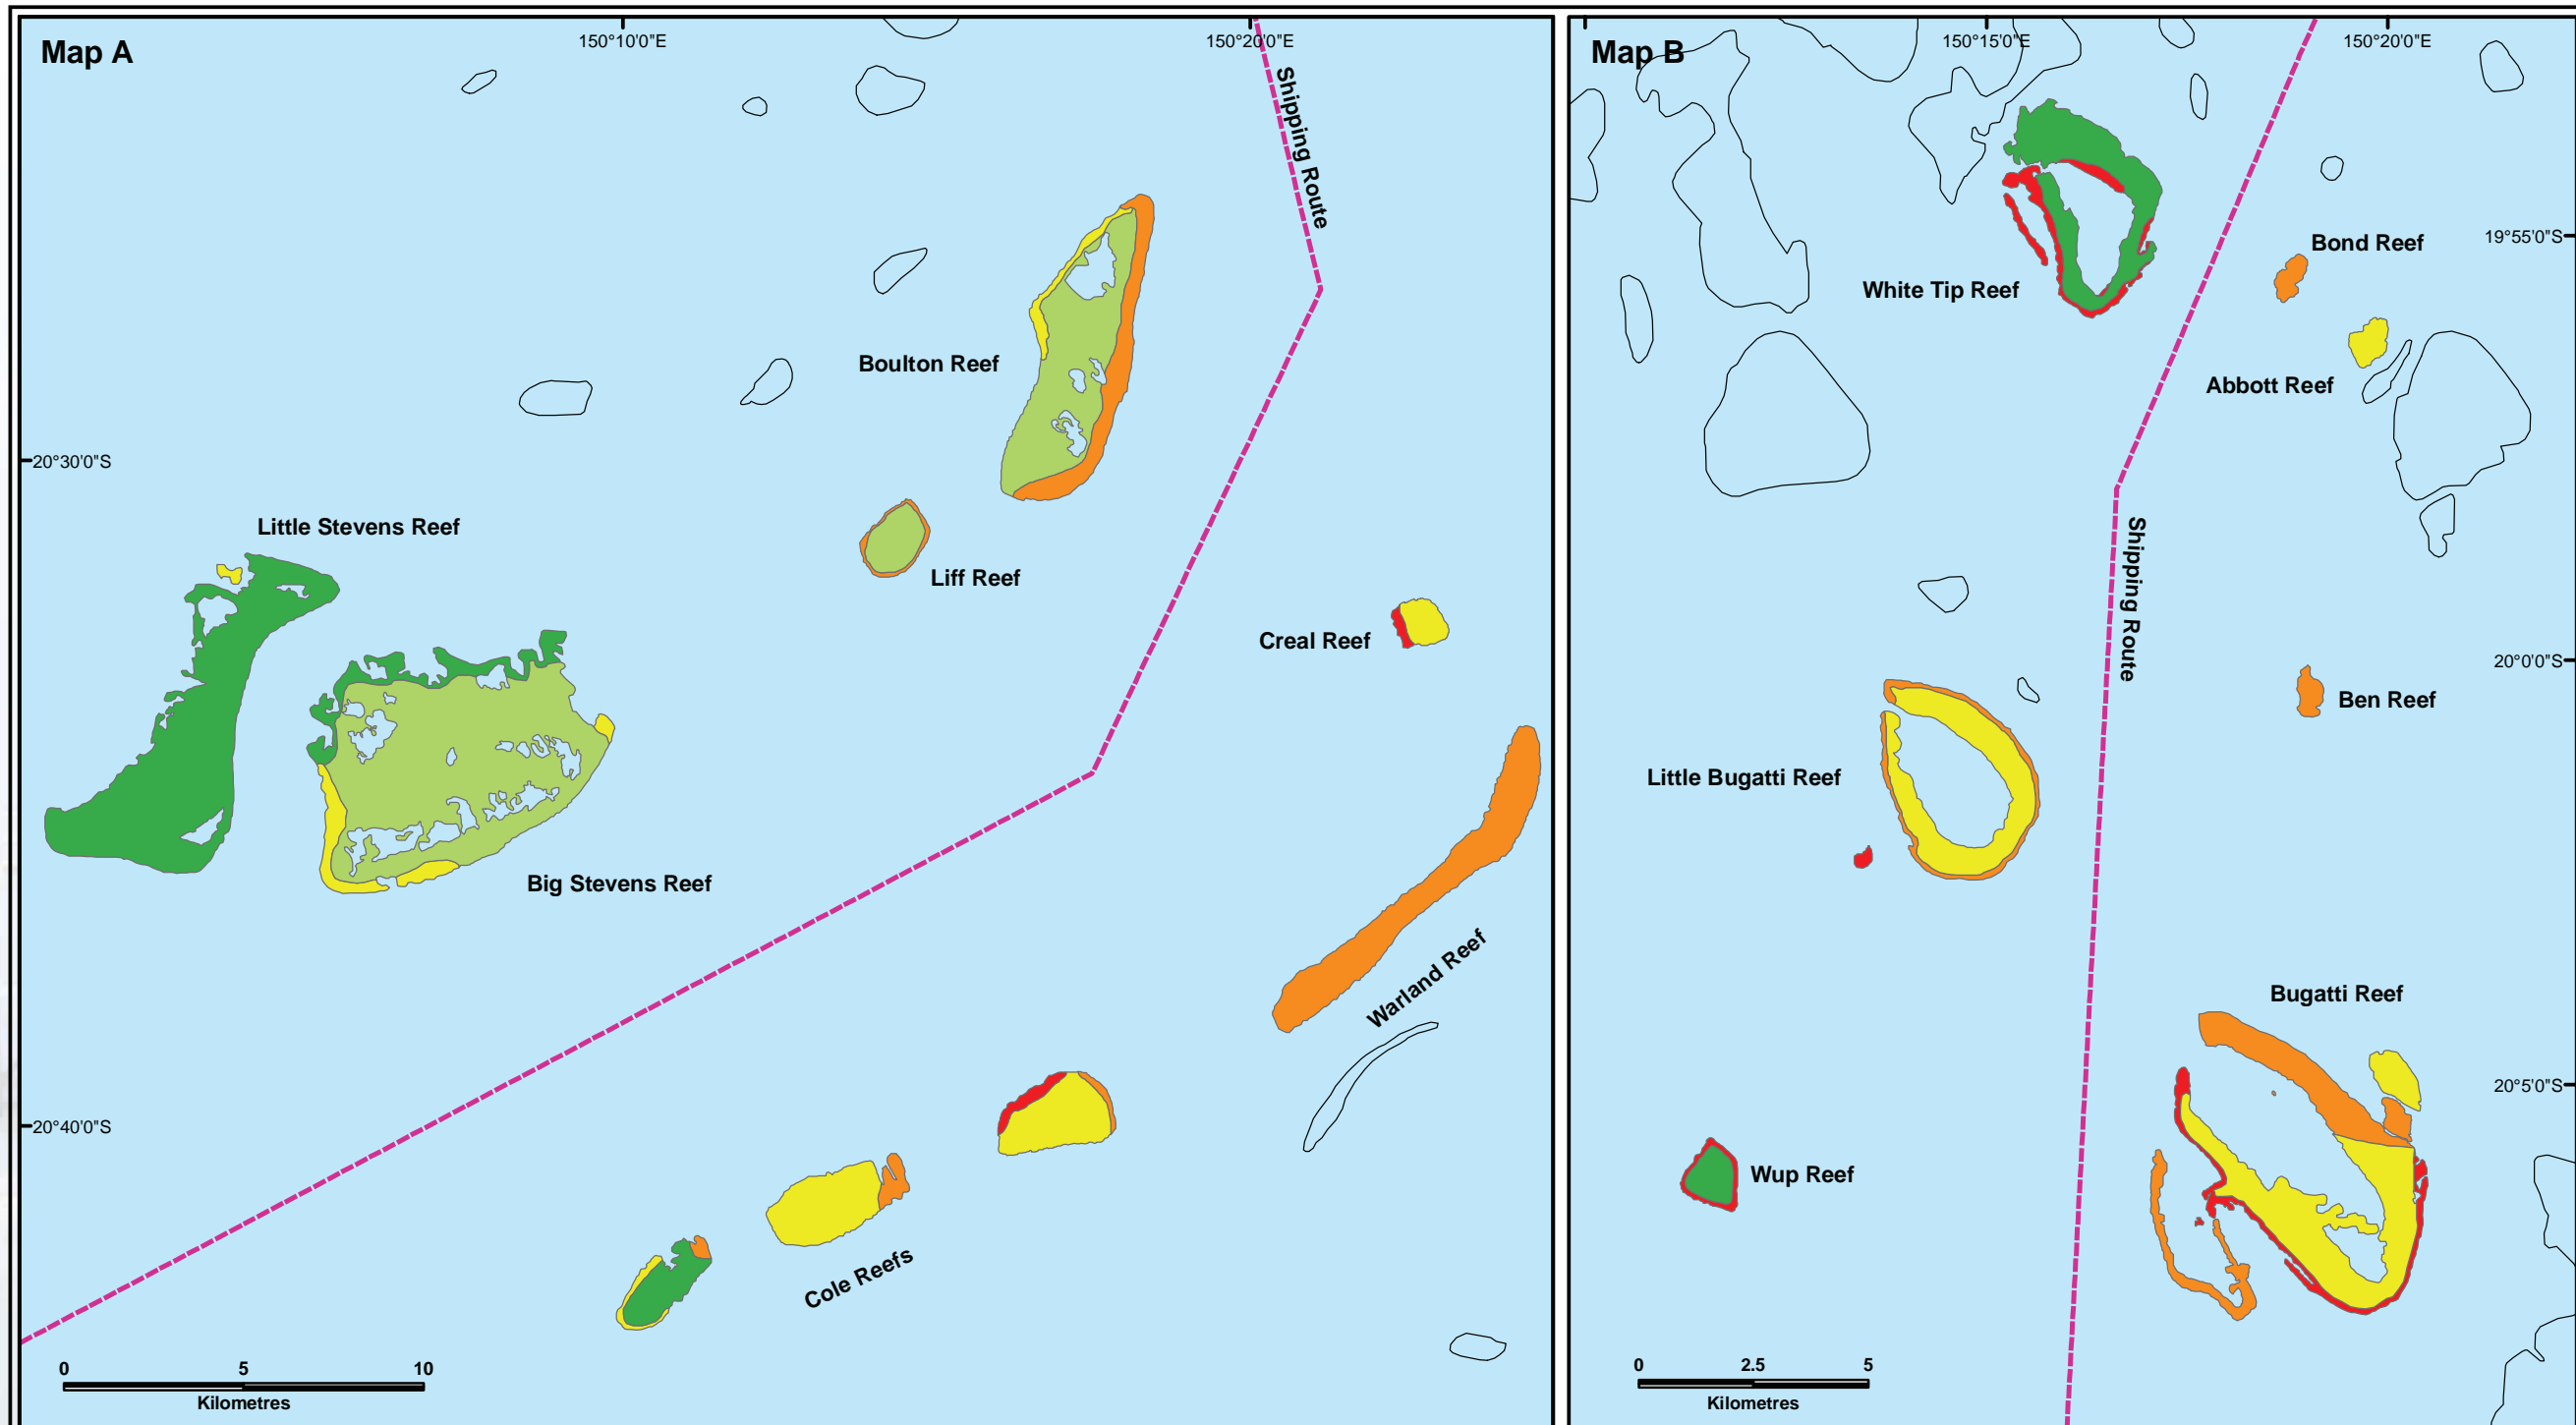 Map A
150°10'0"E
150°20'0"E
Shipping Route
Boulton Reef
20°30'0"S
Little Stevens Reef
Liff Reef
Creal Reef
Big Stevens Reef
Warland Reef
20°40'0"S
Cole Reefs
0 5 10
Kilometres
Map B
150°15'0"E
150°20'0"E
19°55'0"S
Bond Reef
White Tip Reef
Abbott Reef
Shipping Route
20°0'0"S
Ben Reef
Little Bugatti Reef
Bugatti Reef
20°5'0"S
Wup Reef
0 2.5 5
Kilometres